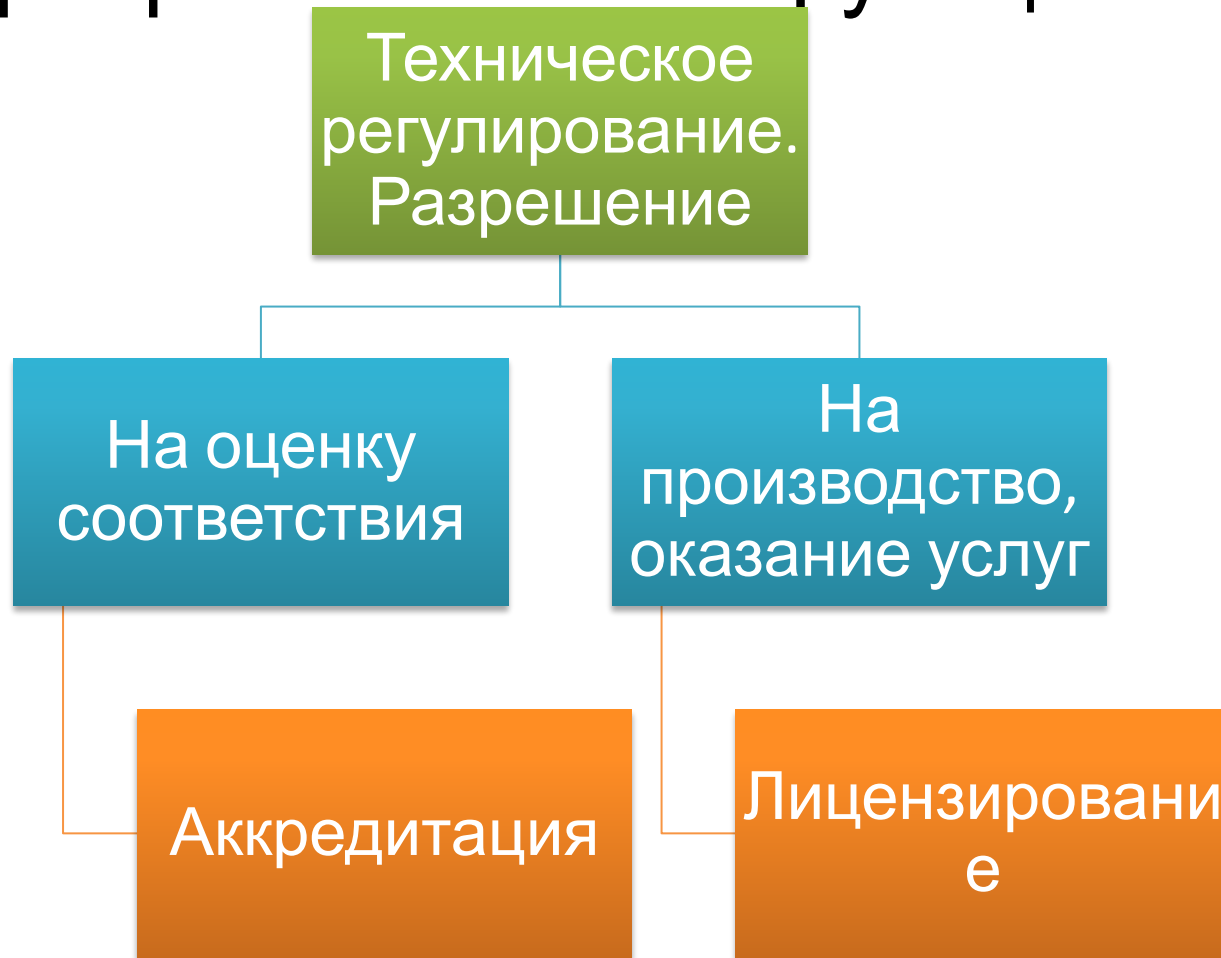 Техническое
регулирование.
Разрешение
На оценку
соответствия
На
производство,
оказание услуг
Аккредитация
Лицензировани
е